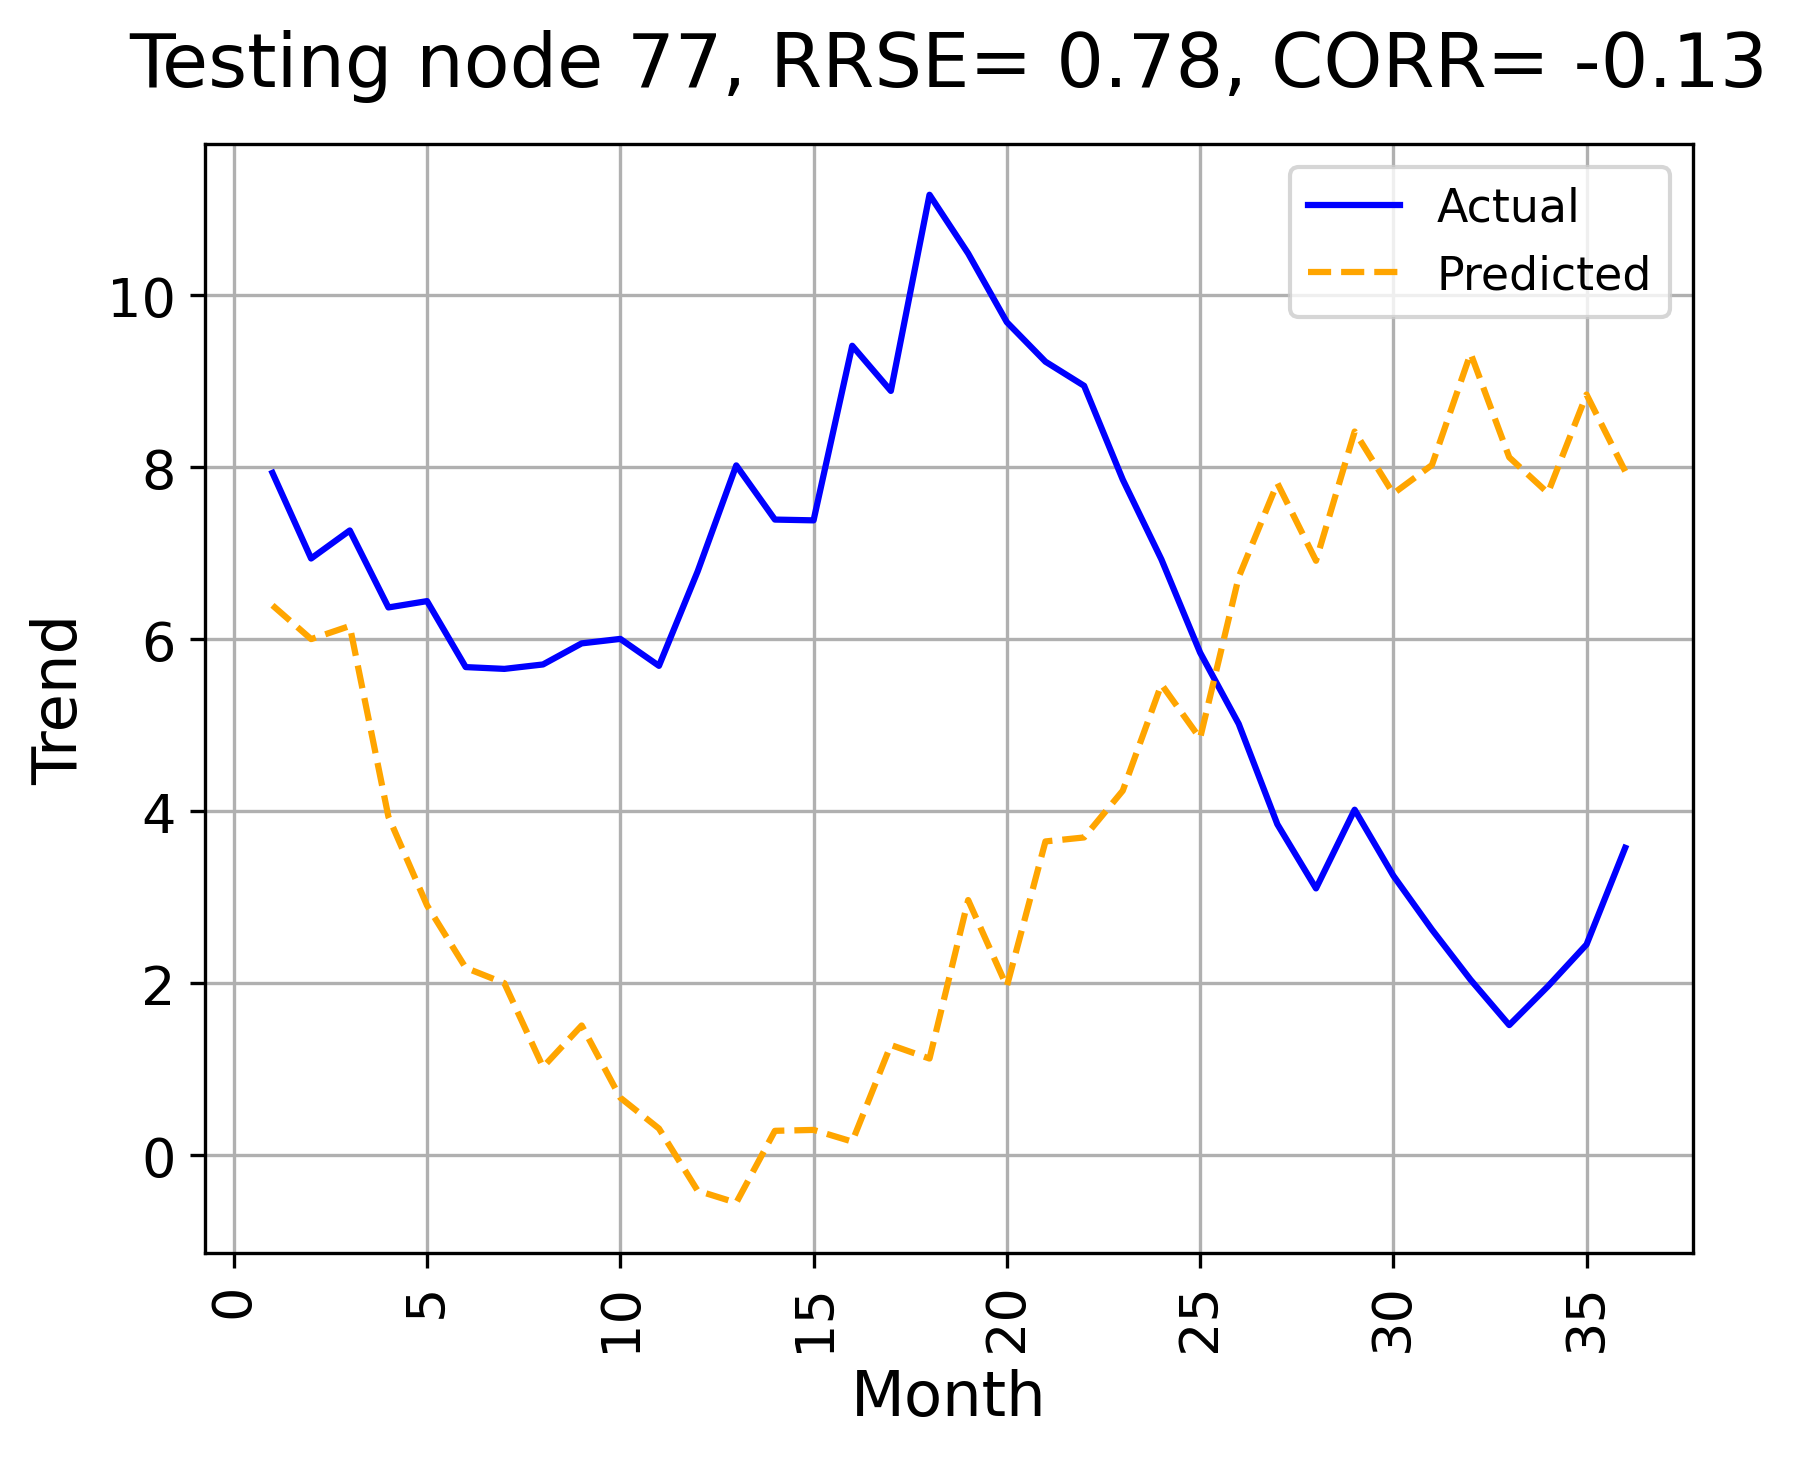 Testing node 77, RRSE= 0.78, CORR= -0.13
Actual
Predicted
10
8
6
4
2
0
Trend
0 5 10 15 20 25 30 35
Month